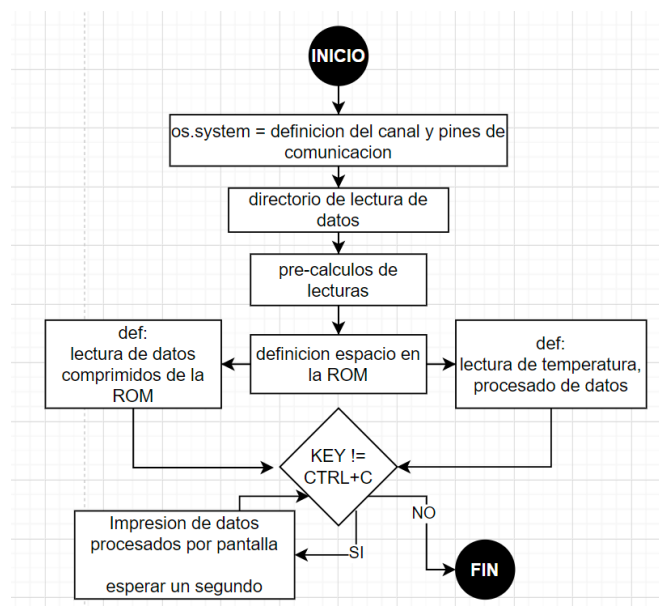 INICIO
os.system = definicion del canal y pines de
comunicacion
directorio de lectura de
datos
pre-calculos de
lecturas
def:
lectura de datos
comprimidos de la
ROM
definicion espacio en
la ROM
def:
lectura de temperatura,
procesado de datos
KEY !=
CTRL+C
Impresion de datos
procesados por pantalla
esperar un segundo
SI
NO
FIN